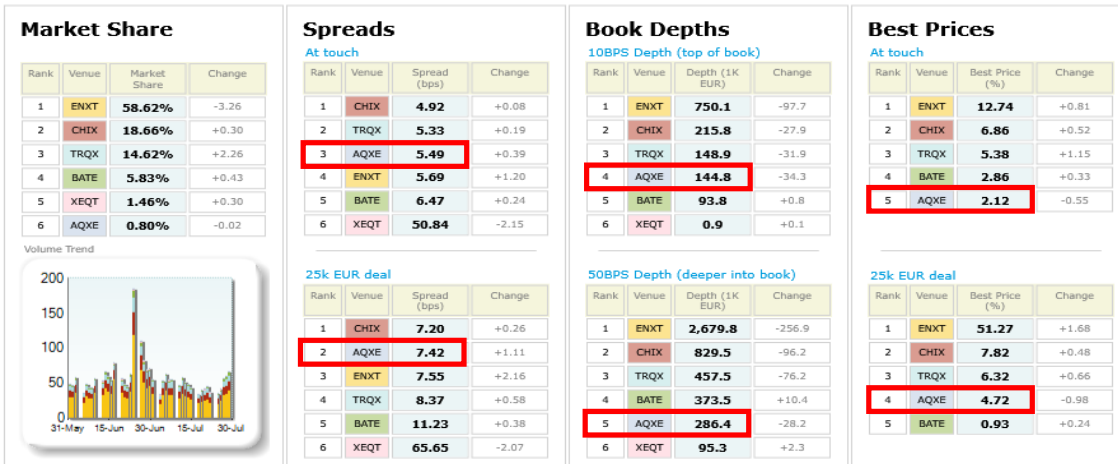 Market Share
Rank Venue Market Share Change
1 ENXT 58.62% -3.26
2 CHIX 18.66% +0.30
3 TRQX 14.62% +2.26
4 BATE 5.83% +0.43
5 XEQT 1.46% +0.30
6 AQXE 0.80% -0.02
Volume Trend
200
150
100
50
0
31-May 15-Jun 30-Jun 15-Jul 30-Jul
Spreads
At touch
Rank Venue Spread (bps) Change
1 CHIX 4.92 +0.08
2 TRQX 5.33 +0.19
3 AQXE 5.49 +0.39
4 ENXT 5.69 +1.20
5 BATE 6.47 +0.24
6 XEQT 50.84 -2.15
25k EUR deal
Rank Venue Spread (bps) Change
1 CHIX 7.20 +0.26
2 AQXE 7.42 +1.11
3 ENXT 7.55 +2.16
4 TRQX 8.37 +0.58
5 BATE 11.23 +0.38
6 XEQT 65.65 -2.07
Book Depths
10BPS Depth (top of book)
Rank Venue Depth (1K EUR) Change
1 ENXT 750.1 -97.7
2 CHIX 215.8 -27.9
3 TRQX 148.9 -31.9
4 AQXE 144.8 -34.3
5 BATE 93.8 +0.8
6 XEQT 0.9 +0.1
50BPS Depth (deeper into book)
Rank Venue Depth (1K EUR) Change
1 ENXT 2,679.8 -256.9
2 CHIX 829.5 -96.2
3 TRQX 457.5 -76.2
4 BATE 373.5 +10.4
5 AQXE 286.4 -28.2
6 XEQT 95.3 +2.3
Best Prices
At touch
Rank Venue Best Price (%) Change
1 ENXT 12.74 +0.81
2 CHIX 6.86 +0.52
3 TRQX 5.38 +1.15
4 BATE 2.86 +0.33
5 AQXE 2.12 -0.55
25k EUR deal
Rank Venue Best Price (%) Change
1 ENXT 51.27 +1.68
2 CHIX 7.82 +0.48
3 TRQX 6.32 +0.66
4 AQXE 4.72 -0.98
5 BATE 0.93 +0.24